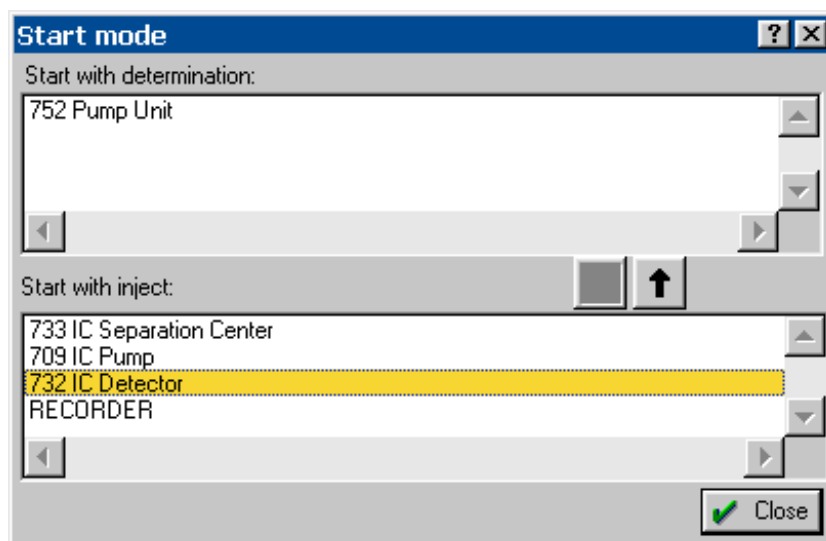 Start mode
?
Start with determination:
752 Pump Unit
Start with inject:
733 IC Separation Center
709 IC Pump
732 IC Detector
RECORDER
Close